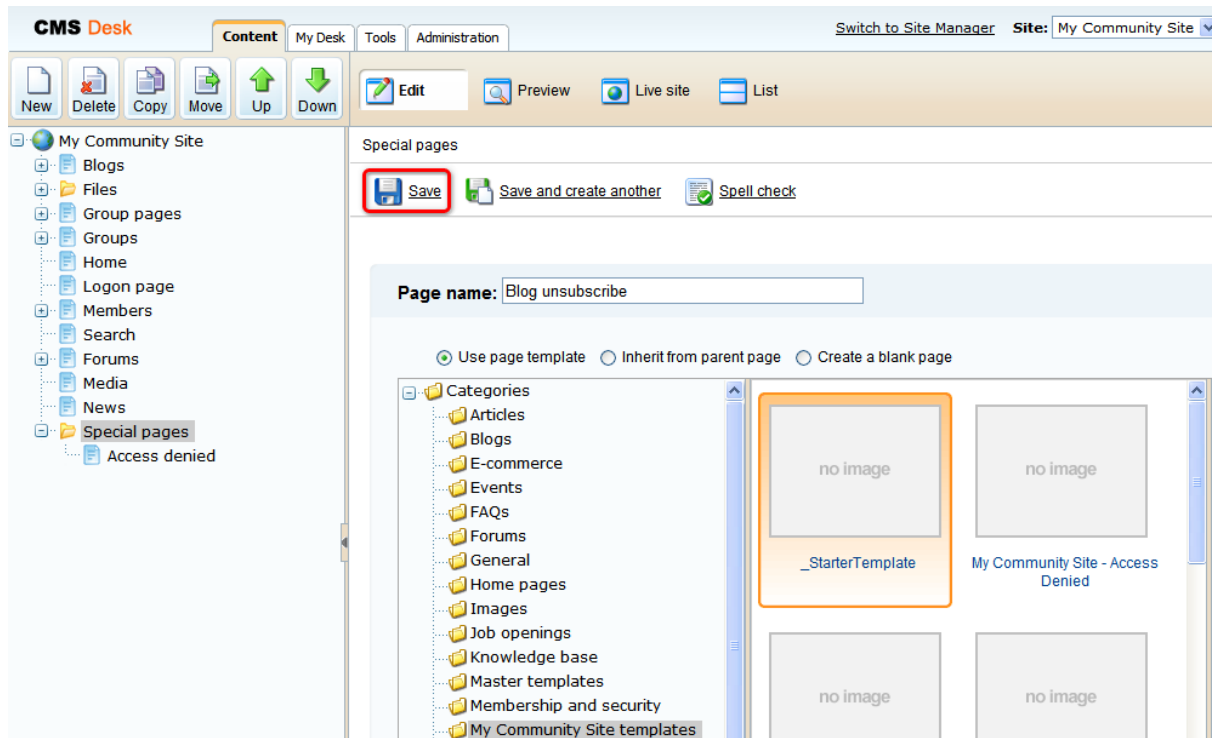 CMS Desk
Content
My Desk
Tools
Administration
Switch to Site Manager
Site: My Community Site
New
Delete
Copy
Move
Up
Down
Edit
Preview
Live site
List
My Community Site
Blogs
Files
Group pages
Groups
Home
Logon page
Members
Search
Forums
Media
News
Special pages
Access denied
Special pages
Save
Save and create another
Spell check
Page name: Blog unsubscribe
Use page template
Inherit from parent page
Create a blank page
Categories
Articles
Blogs
E-commerce
Events
FAQs
Forums
General
Home pages
Images
Job openings
Knowledge base
Master templates
Membership and security
My Community Site templates
no image
_StarterTemplate
no image
My Community Site - Access
Denied
no image
no image